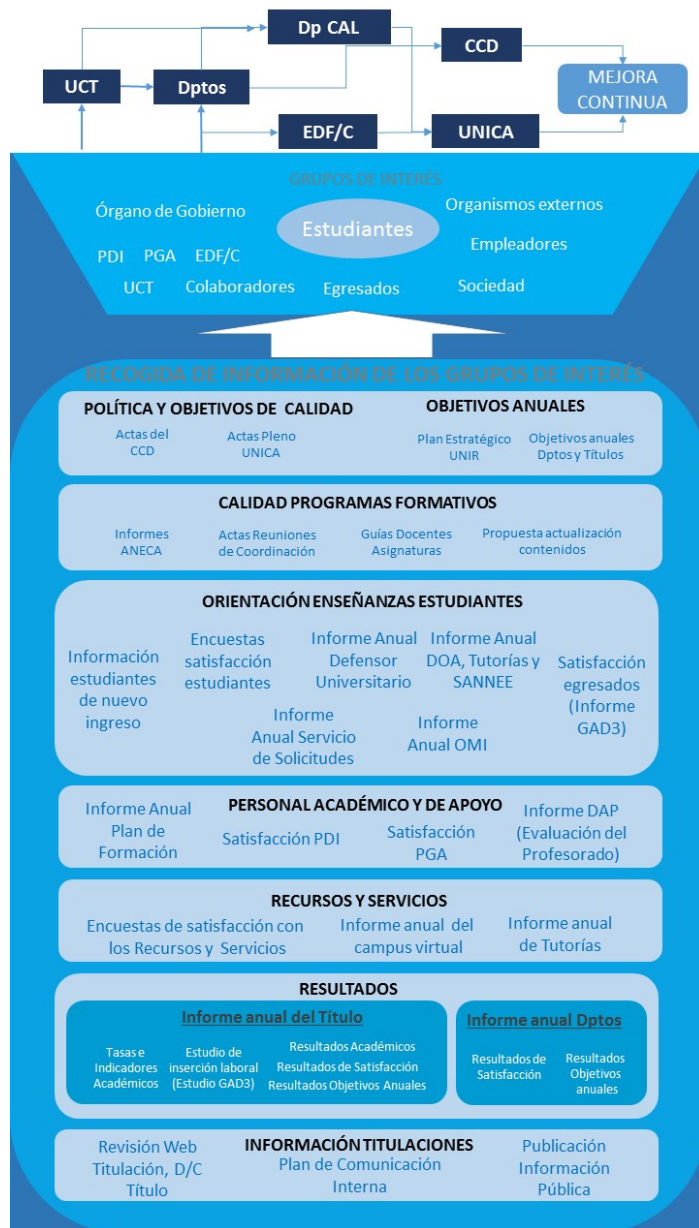 Dp CAL
CCD
UCT
Dptos
MEJORA
CONTINUA
EDF/C
UNICA
GRUPOS DE INTERÉS
Órgano de Gobierno
Organismos externos
Estudiantes
Empleadores
PDI
PGA
EDF/C
UCT
Colaboradores
Egresados
Sociedad
RECOGIDA DE INFORMACIÓN DE LOS GRUPOS DE INTERÉS
POLÍTICA Y OBJETIVOS DE CALIDAD
Actas del
CCD
Actas Pleno
UNICA
OBJETIVOS ANUALES
Plan Estratégico
UNIR
Objetivos anuales
Dptos y Títulos
CALIDAD PROGRAMAS FORMATIVOS
Informes
ANECA
Actas Reuniones
de Coordinación
Guías Docentes
Asignaturas
Propuesta actualización
contenidos
ORIENTACIÓN ENSEÑANZAS ESTUDIANTES
Información
estudiantes
de nuevo
ingreso
Encuestas
satisfacción
estudiantes
Informe Anual
Defensor
Universitario
Informe Anual
DOA, Tutorías y
SANNEE
Satisfacción
egresados
(Informe
GAD3)
Informe
Anual Servicio
de Solicitudes
Informe
Anual OMI
PERSONAL ACADÉMICO Y DE APOYO
Informe Anual
Plan de
Formación
Satisfacción PDI
Satisfacción
PGA
Informe DAP
(Evaluación del
Profesorado)
RECURSOS Y SERVICIOS
Encuestas de satisfacción con
los Recursos y Servicios
Informe anual del
campus virtual
Informe anual
de Tutorías
RESULTADOS
Informe anual del Título
Tasas e
Indicadores
Académicos
Estudio de
inserción laboral
(Estudio GAD3)
Resultados Académicos
Resultados de Satisfacción
Resultados Objetivos Anuales
Informe anual Dptos
Resultados de
Satisfacción
Resultados
Objetivos
anuales
INFORMACIÓN TITULACIONES
Revisión Web
Titulación, D/C
Título
Plan de Comunicación
Interna
Publicación
Información
Pública